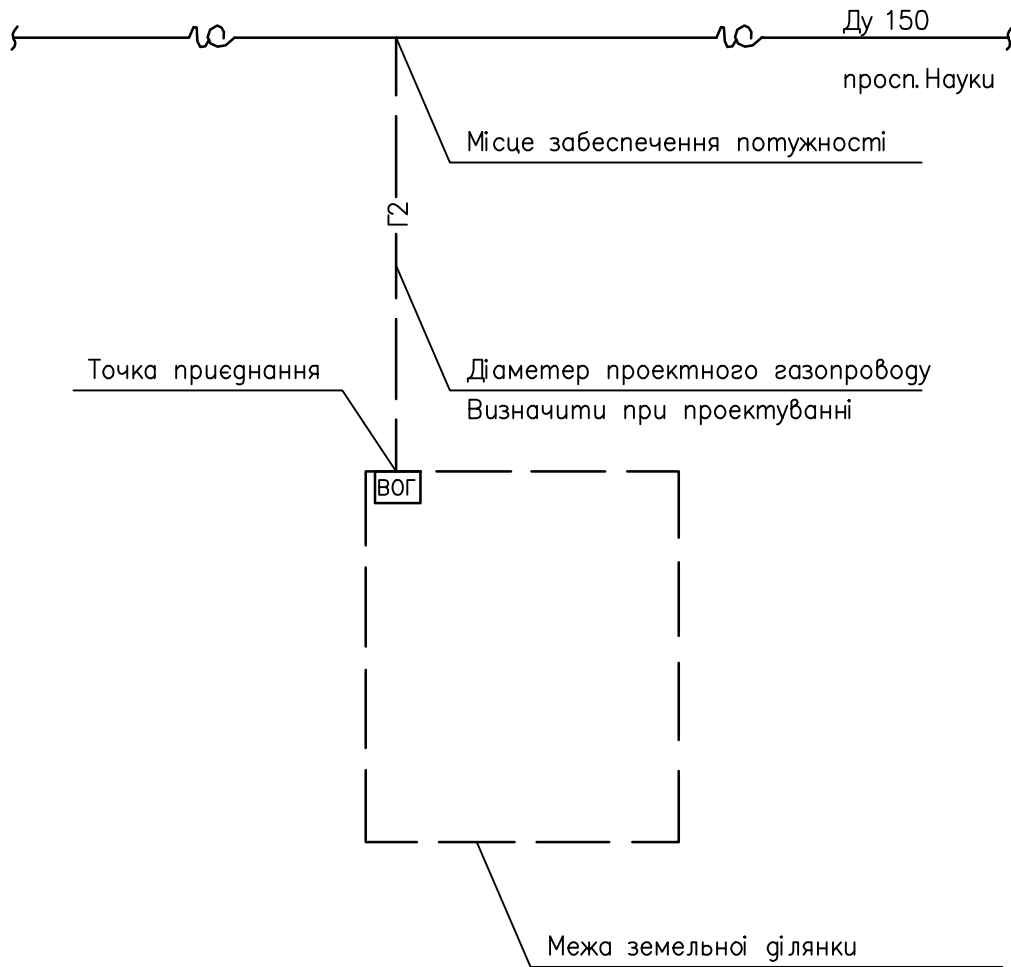 Ду 150
просп. Науки
Місце забеспечення потужності
Г2
Точка приєднання
Діаметер проектного газопроводу
Визначити при проектуванні
ВОГ
Межа земельної ділянки